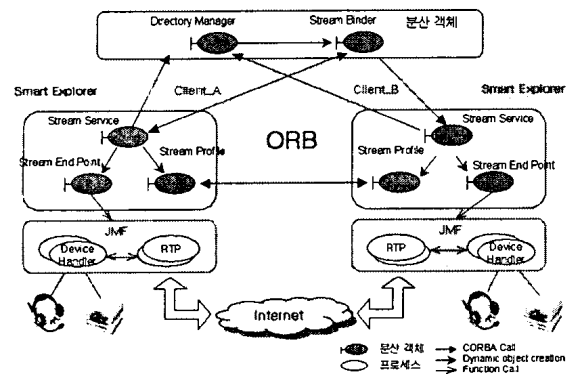 Directory Manager
Stream Binder
분산 객체
Smart Explorer
Client_A
Client_B
Smart Explorer
Stream Service
Stream Service
ORB
Stream End Point
Stream Profile
Stream Profile
Stream End Point
JMF
JMF
Device Handler
RTP
RTP
Device Handler
Internet
분산 객체
CORBA Call
프로세스
Dynamic object creation
Function Call